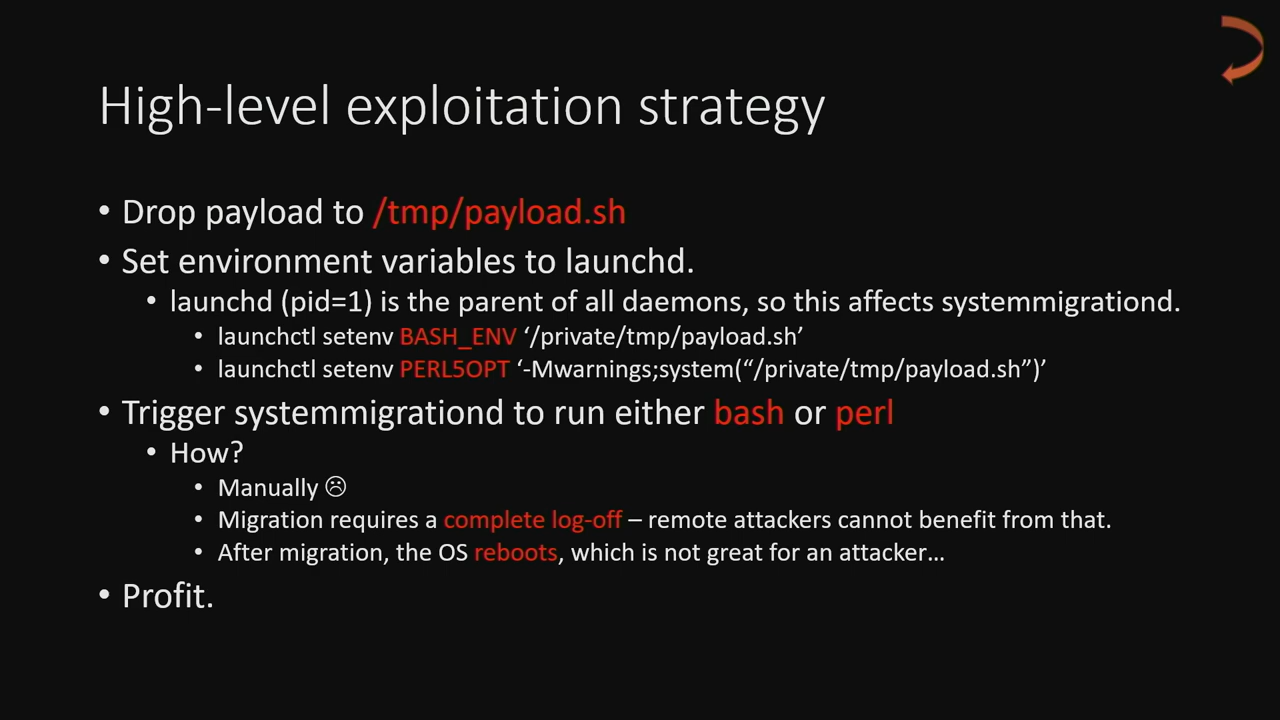 High-level exploitation strategy
• Drop payload to /tmp/payload.sh
• Set environment variables to launchd.
• launchd (pid=1) is the parent of all daemons, so this affects systemmigrationd.
• launchctl setenv BASH_ENV ‘/private/tmp/payload.sh’
• launchctl setenv PERL5OPT ‘-Mwarnings;system(“/private/tmp/payload.sh”)’
• Trigger systemmigrationd to run either bash or perl
• How?
• Manually ☹
• Migration requires a complete log-off – remote attackers cannot benefit from that.
• After migration, the OS reboots, which is not great for an attacker…
• Profit.